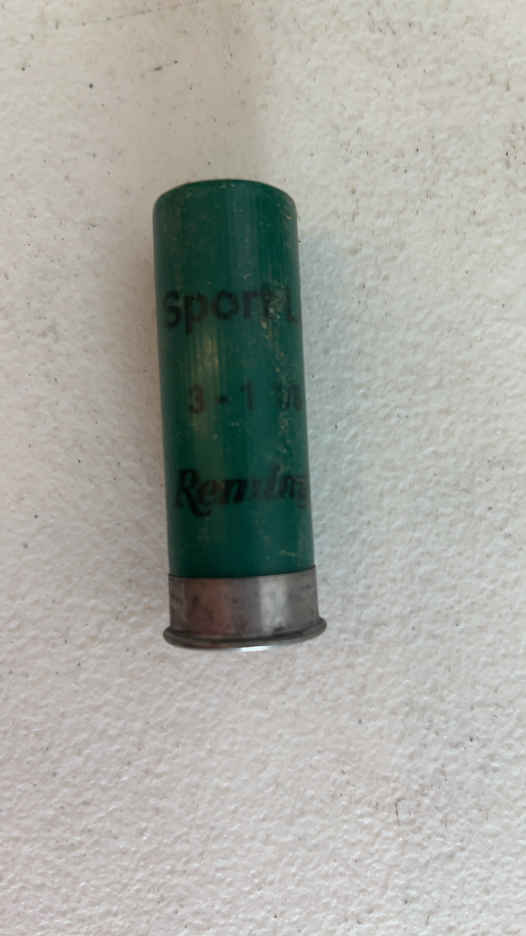 Sport L
3 - 1
Reming